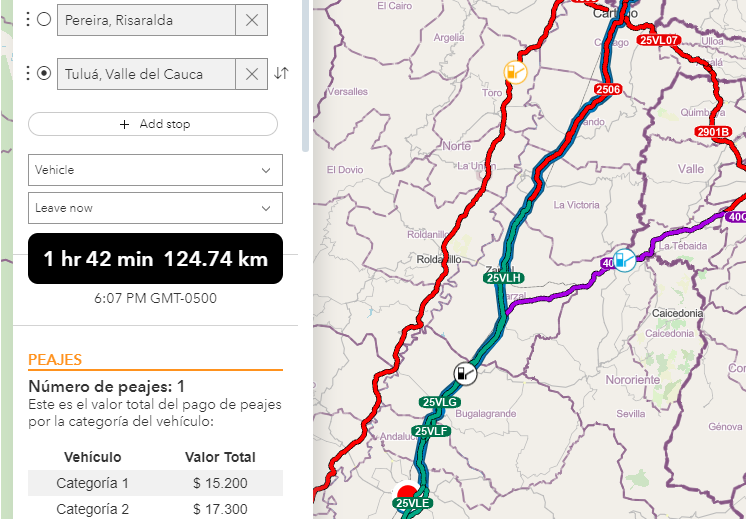 Pereira, Risaralda
Tuluá, Valle del Cauca
+ Add stop
Vehicle
Leave now
1 hr 42 min 124.74 km
6:07 PM GMT-0500
PEAJES
Número de peajes: 1
Este es el valor total del pago de peajes
por la categoría del vehículo:
Vehículo Valor Total
Categoría 1 $ 15.200
Categoría 2 $ 17.300
El Cairo
Argelia
25VL07
Ulloa
2506
Toro
Versalles
Quimbaya
2901B
Norte
La Unión
El Dovio
Valle
La Victoria
Roldanillo
Roldanillo
La Tebaida
25VLH
Caicedonia
Caicedonia
Nororiente
25VLG
Bugalagrande
Sevilla
25VLF
Génova
25VLE